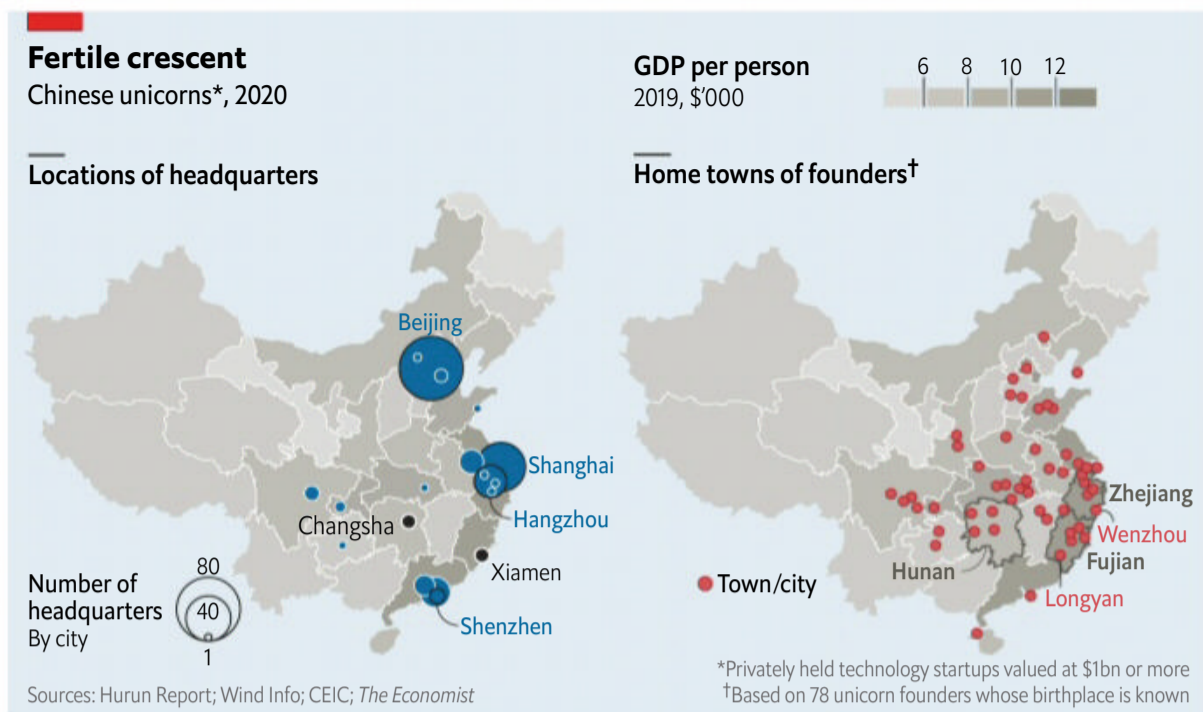 Fertile crescent
Chinese unicorns*, 2020
GDP per person
2019, $'000
6 8 10 12
Locations of headquarters
Beijing
Shanghai
Hangzhou
Changsha
Xiamen
Shenzhen
Number of
headquarters
By city
80
40
1
Home towns of founders†
Zhejiang
Wenzhou
Fujian
Hunan
Longyan
Town/city
*Privately held technology startups valued at $1bn or more
†Based on 78 unicorn founders whose birthplace is known
Sources: Hurun Report; Wind Info; CEIC; The Economist